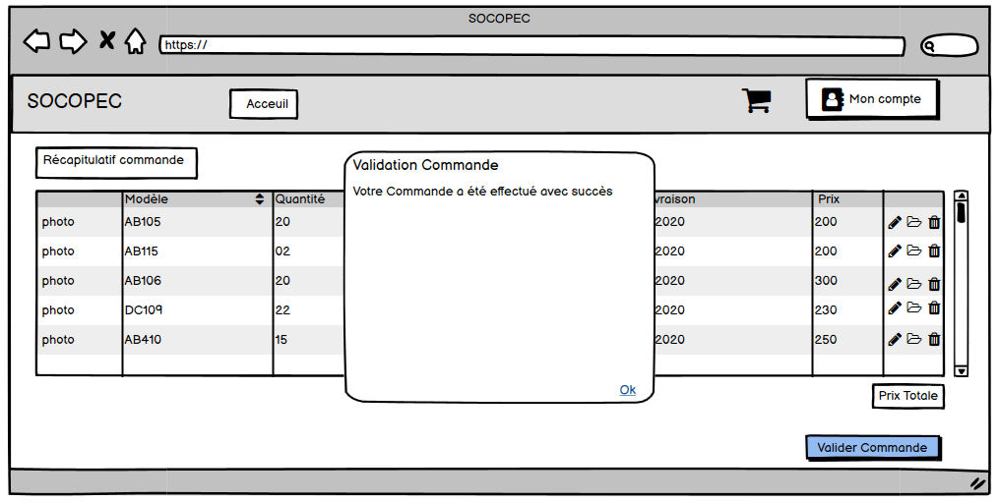 SOCOPEC
https://
SOCOPEC
Acceuil
Mon compte
Récapitulatif commande
Validation Commande
Votre Commande a été effectué avec succès
Ok
Modèle Quantité vraison Prix
photo AB105 20 2020 200
photo AB115 02 2020 200
photo AB106 20 2020 300
photo DC109 22 2020 230
photo AB410 15 2020 250
Prix Totale
Valider Commande